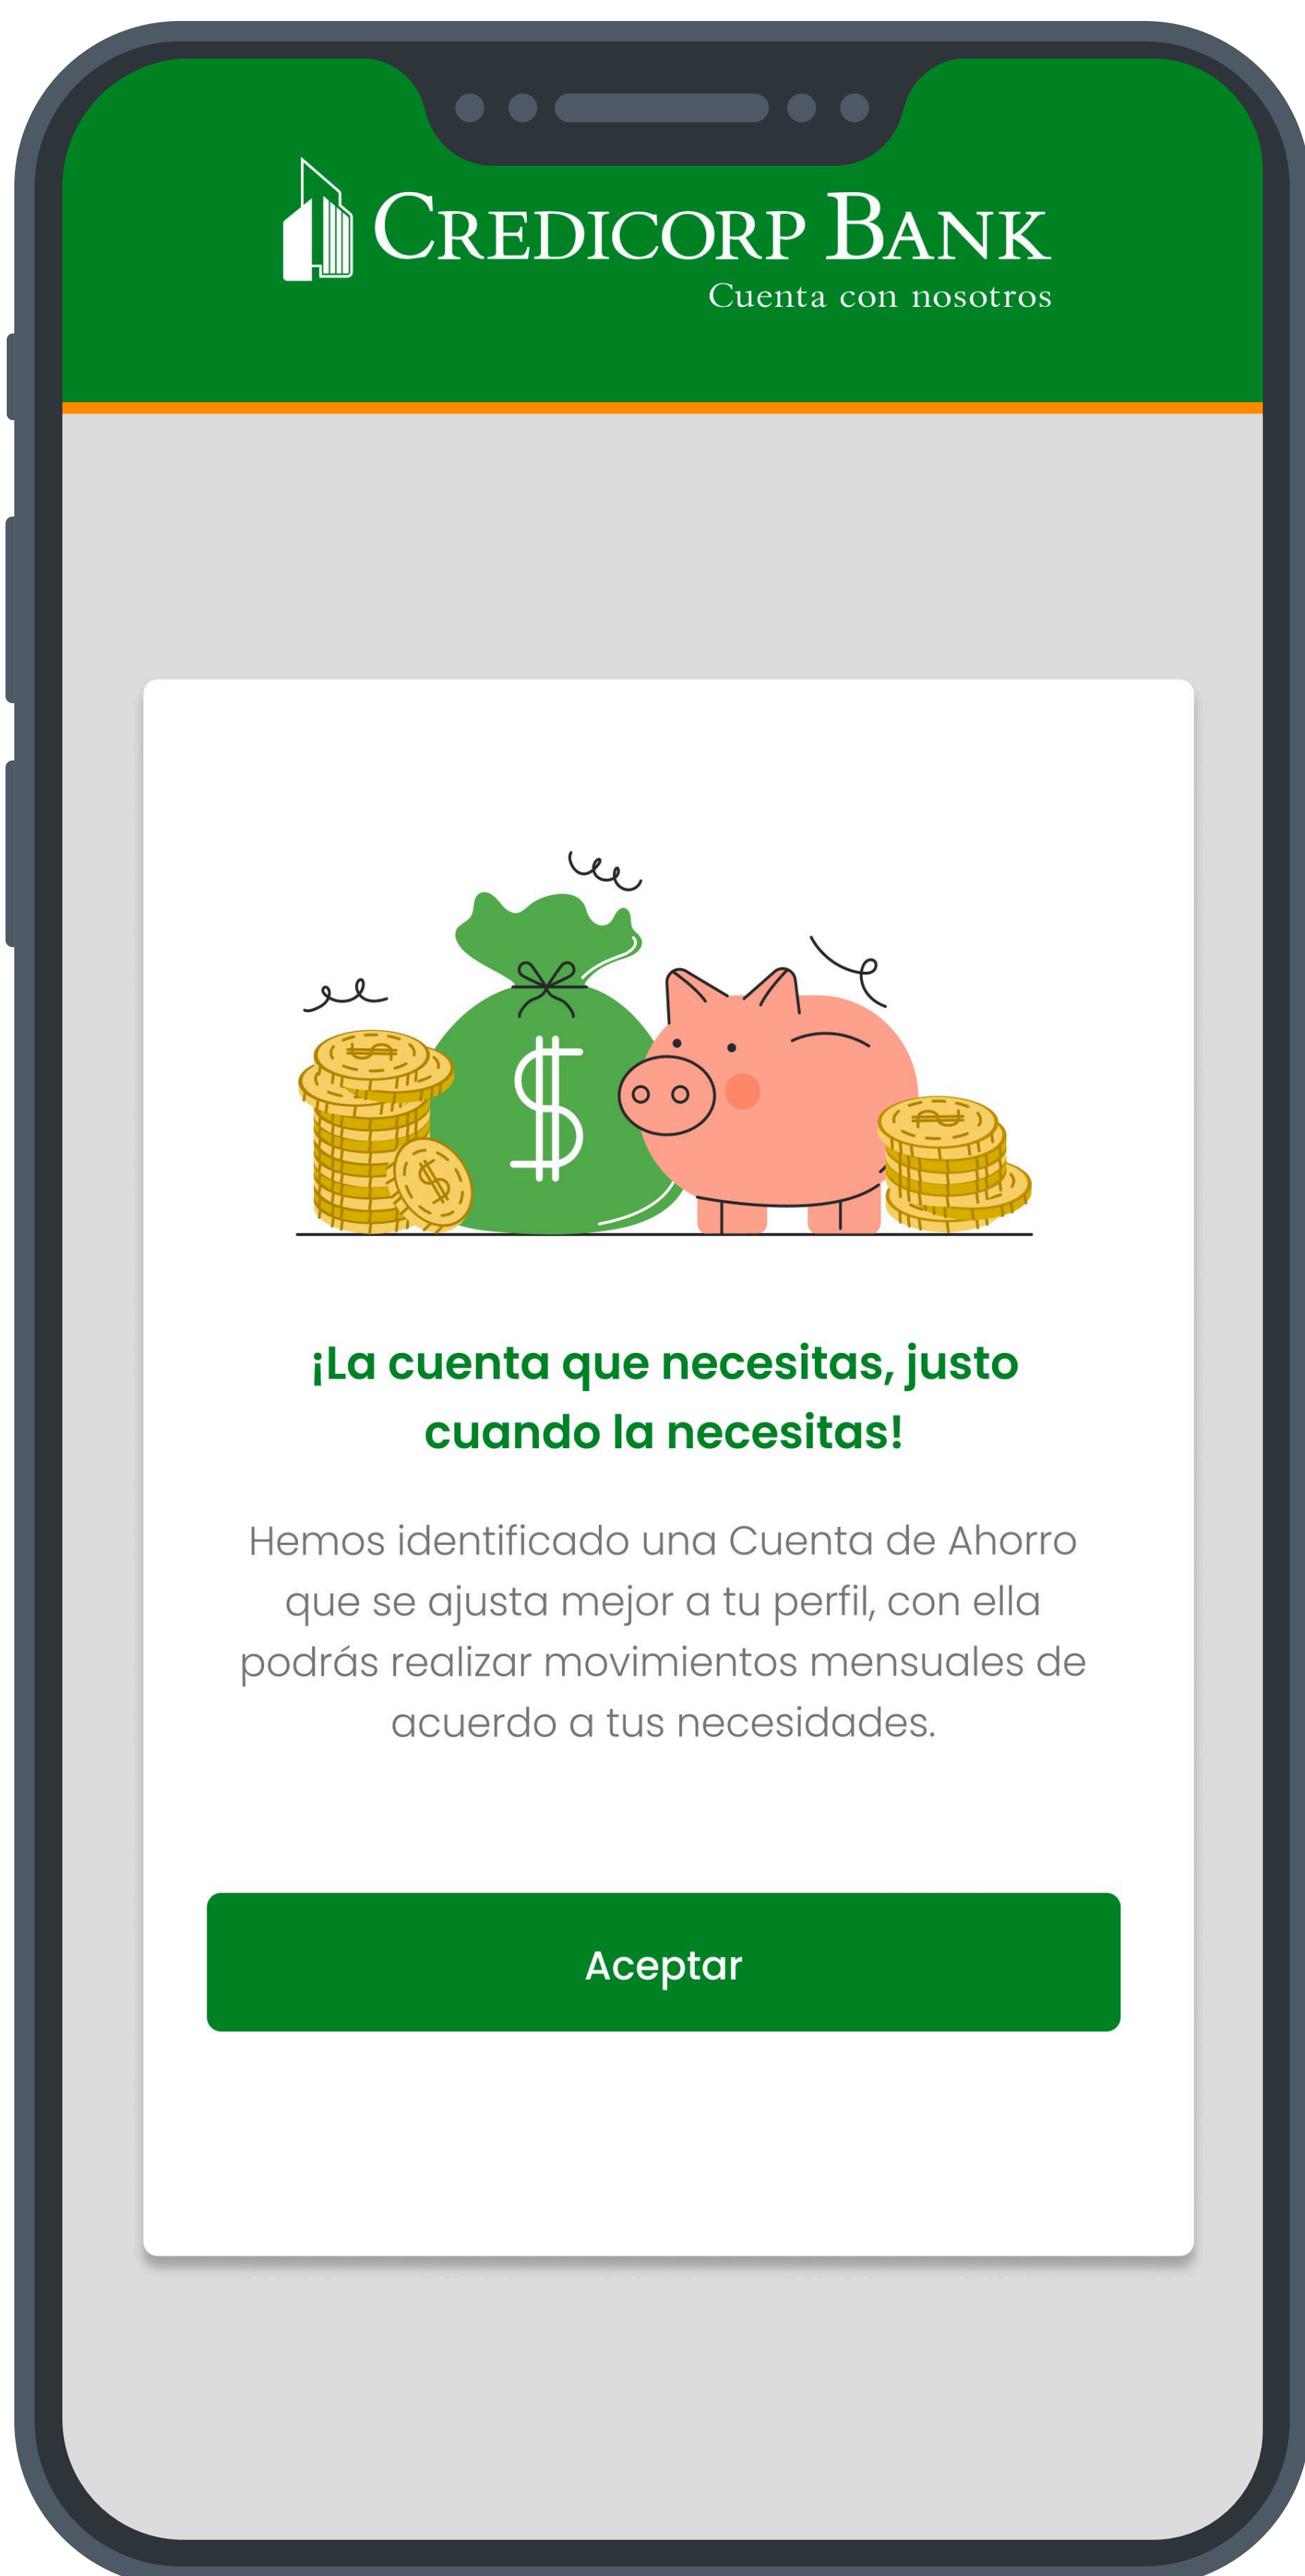 CREDICORP BANK
Cuenta con nosotros
$
¡La cuenta que necesitas, justo
cuando la necesitas!
Hemos identificado una Cuenta de Ahorro
que se ajusta mejor a tu perfil, con ella
podrás realizar movimientos mensuales de
acuerdo a tus necesidades.
Aceptar